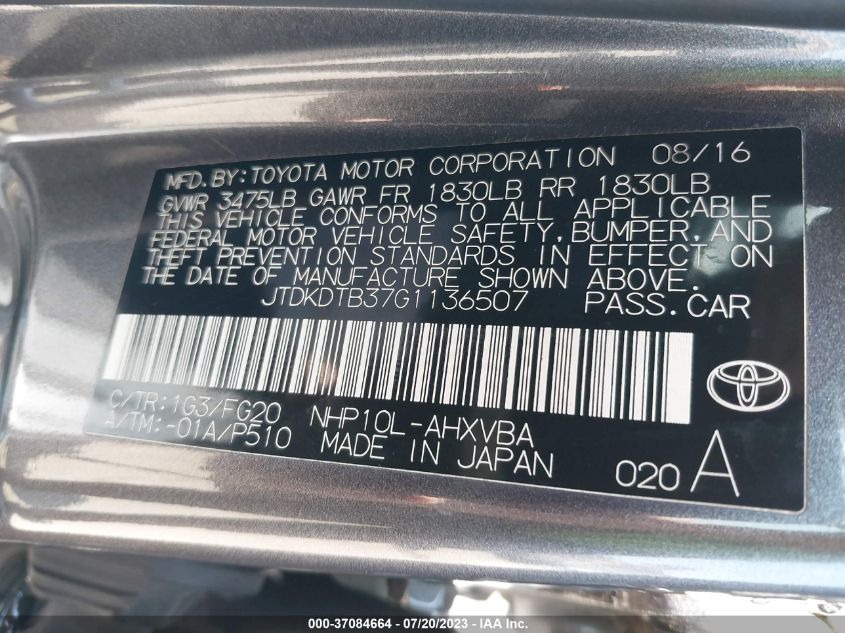 MFD.BY:TOYOTA MOTOR CORPORATION 08/16
GVWR 3475LB GAWR FR 1830LB RR 1830LB
THIS VEHICLE CONFORMS TO ALL APPLICABLE
FEDERAL MOTOR VEHICLE SAFETY,BUMPER,AND
THEFT PREVENTION STANDARDS IN EFFECT ON
THE DATE OF MANUFACTURE SHOWN ABOVE.
JTDKDTB37G1136507 PASS.CAR
C/TR:1G3/FG20 NHP10L-AHXVBA
A/TM:-01A/P510 MADE IN JAPAN
020 A
000-37084664 - 07/20/2023 - IAA Inc.